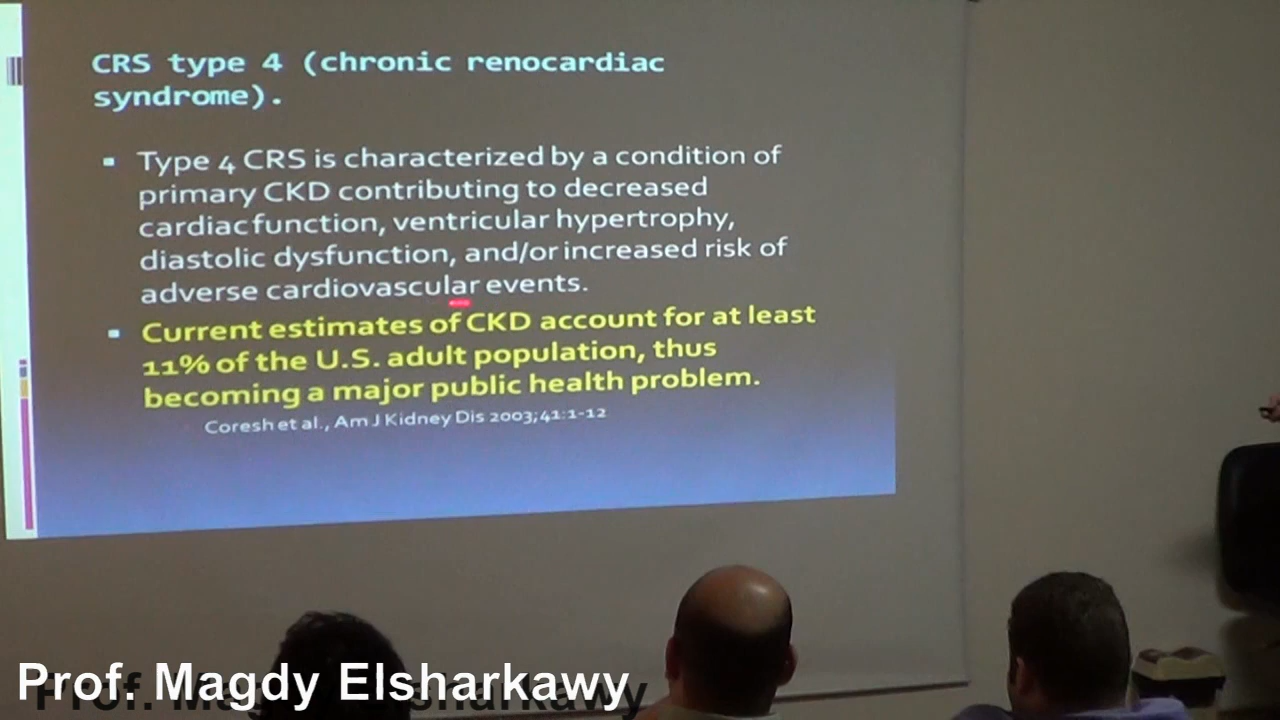 CRS type 4 (chronic renocardiac
syndrome).
Type 4 CRS is characterized by a condition of
primary CKD contributing to decreased
cardiac function, ventricular hypertrophy,
diastolic dysfunction, and/or increased risk of
adverse cardiovascular events.
Current estimates of CKD account for at least
11% of the U.S. adult population, thus
becoming a major public health problem.
Coresh et al., Am J Kidney Dis 2003;41:1-12
Prof. Magdy Elsharkawy